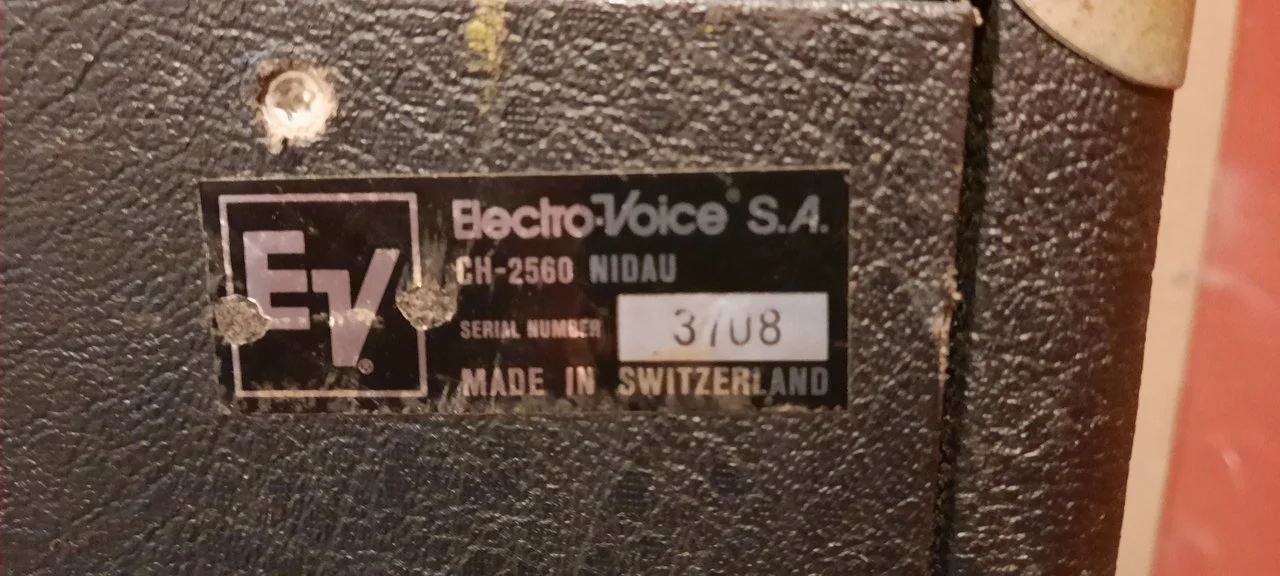 EV®
Electro-Voice® S.A.
CH-2560 NIDAU
SERIAL NUMBER 3708
MADE IN SWITZERLAND